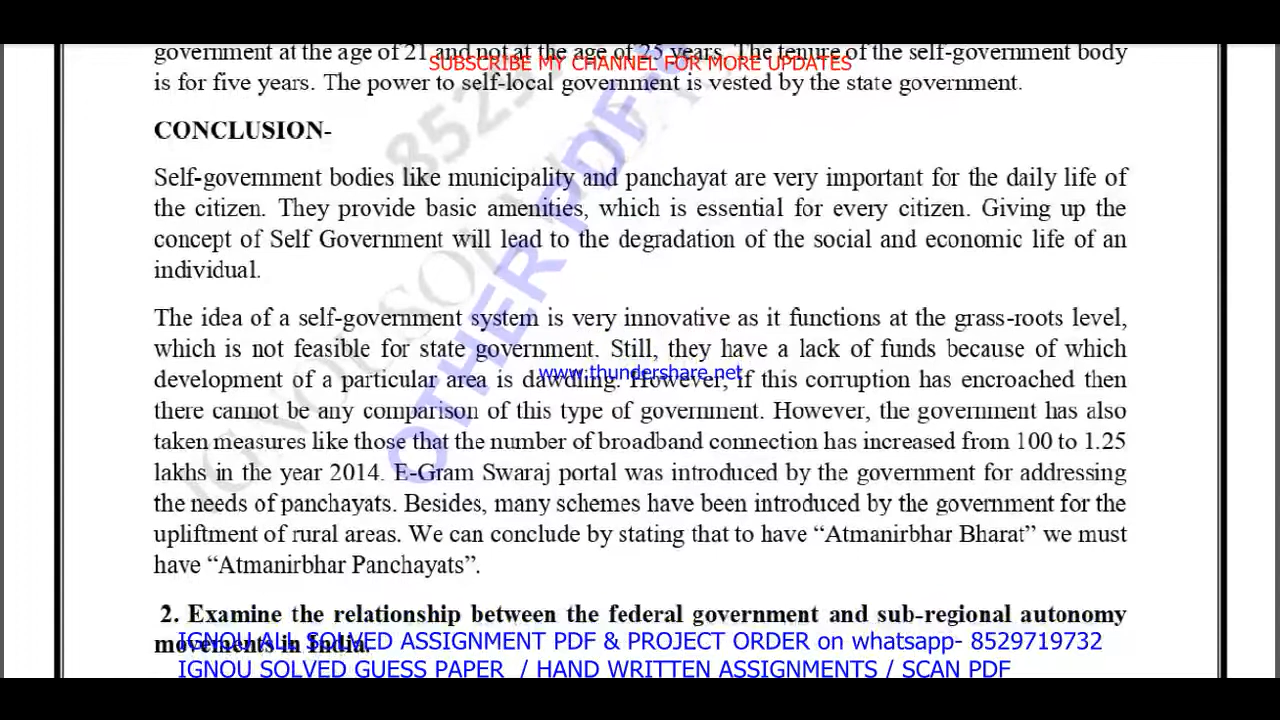 government at the age of 21 and not at the age of 25 years. The tenure of the self-government body
SUBSCRIBE MY CHANNEL FOR MORE UPDATES
is for five years. The power to self-local government is vested by the state government.
CONCLUSION-
Self-government bodies like municipality and panchayat are very important for the daily life of
the citizen. They provide basic amenities, which is essential for every citizen. Giving up the
concept of Self Government will lead to the degradation of the social and economic life of an
individual.
The idea of a self-government system is very innovative as it functions at the grass-roots level,
which is not feasible for state government. Still, they have a lack of funds because of which
www.thundershare.net
development of a particular area is dawdling. However, if this corruption has encroached then
there cannot be any comparison of this type of government. However, the government has also
taken measures like those that the number of broadband connection has increased from 100 to 1.25
lakhs in the year 2014. E-Gram Swaraj portal was introduced by the government for addressing
the needs of panchayats. Besides, many schemes have been introduced by the government for the
upliftment of rural areas. We can conclude by stating that to have “Atmanirbhar Bharat” we must
have “Atmanirbhar Panchayats”.
2. Examine the relationship between the federal government and sub-regional autonomy
movements in India.
IGNOU ALL SOLVED ASSIGNMENT PDF & PROJECT ORDER on whatsapp- 8529719732
IGNOU SOLVED GUESS PAPER / HAND WRITTEN ASSIGNMENTS / SCAN PDF
IGNOU SOL
OTHER PDF